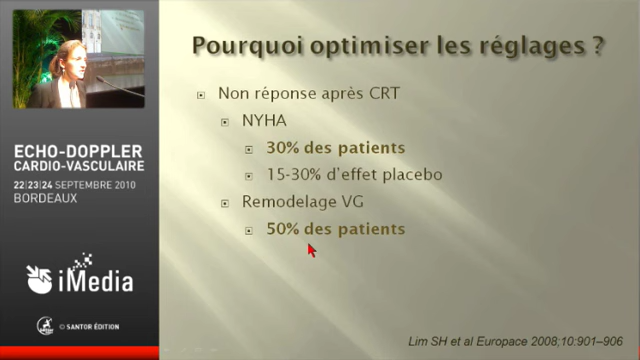 Pourquoi optimiser les réglages ?
Non réponse après CRT
NYHA
30% des patients
15-30% d'effet placebo
Remodelage VG
50% des patients
Lim SH et al Europace 2008;10:901–906
ECHO-DOPPLER
CARDIO-VASCULAIRE
22|23|24 SEPTEMBRE 2010
BORDEAUX
iMedia
© SANTOR ÉDITION